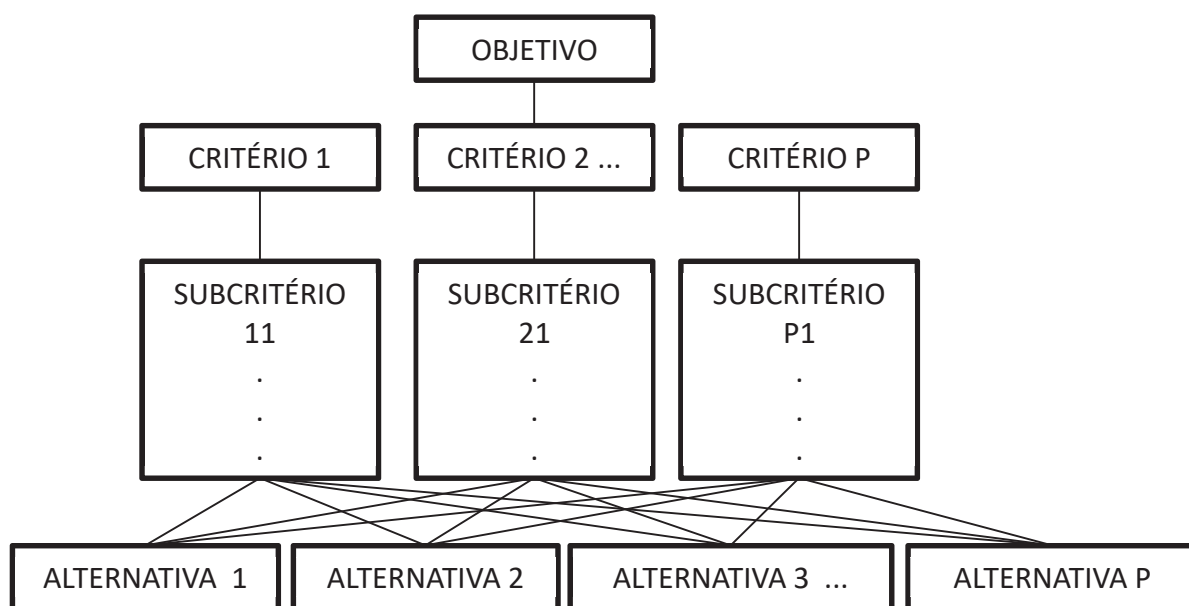 OBJETIVO
CRITÉRIO 1
CRITÉRIO 2 ...
CRITÉRIO P
SUBCRITÉRIO
11
.
.
.
SUBCRITÉRIO
21
.
.
.
SUBCRITÉRIO
P1
.
.
.
ALTERNATIVA 1
ALTERNATIVA 2
ALTERNATIVA 3 ...
ALTERNATIVA P